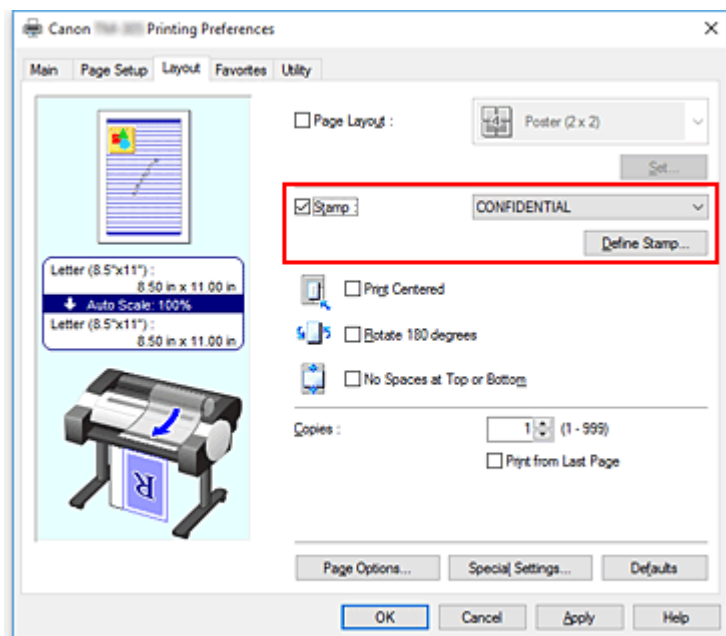 Canon Printing Preferences
Main Page Setup Layout Favorites Utility
Page Layout : Poster (2 x 2)
Set...
Stamp : CONFIDENTIAL
Define Stamp...
Letter (8.5"x11") :
8.50 in x 11.00 in
Auto Scale: 100%
Letter (8.5"x11") :
8.50 in x 11.00 in
Print Centered
Rotate 180 degrees
No Spaces at Top or Bottom
Copies : 1 (1 - 999)
Print from Last Page
R
Page Options... Special Settings... Defaults
OK Cancel Apply Help